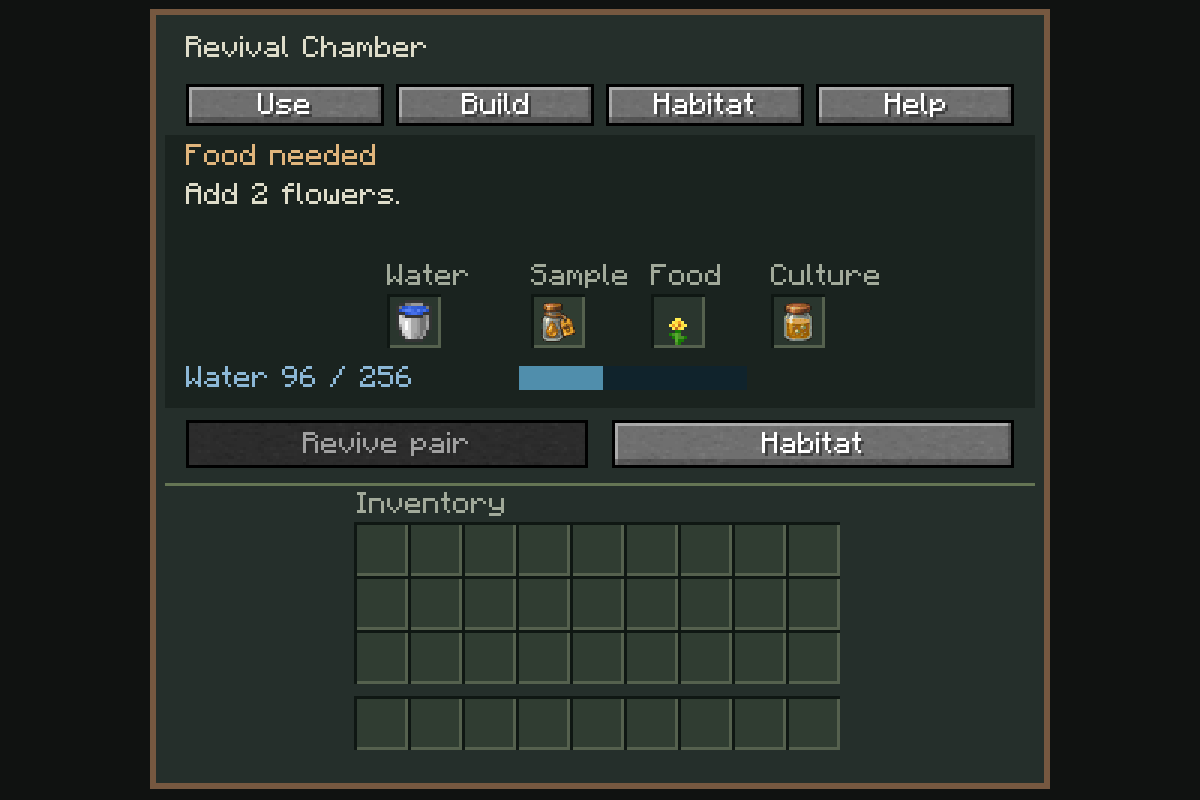 Revival Chamber
Use Build Habitat Help
Food needed
Add 2 flowers.
Water Sample Food Culture
Water 96 / 256
Revive pair Habitat
Inventory